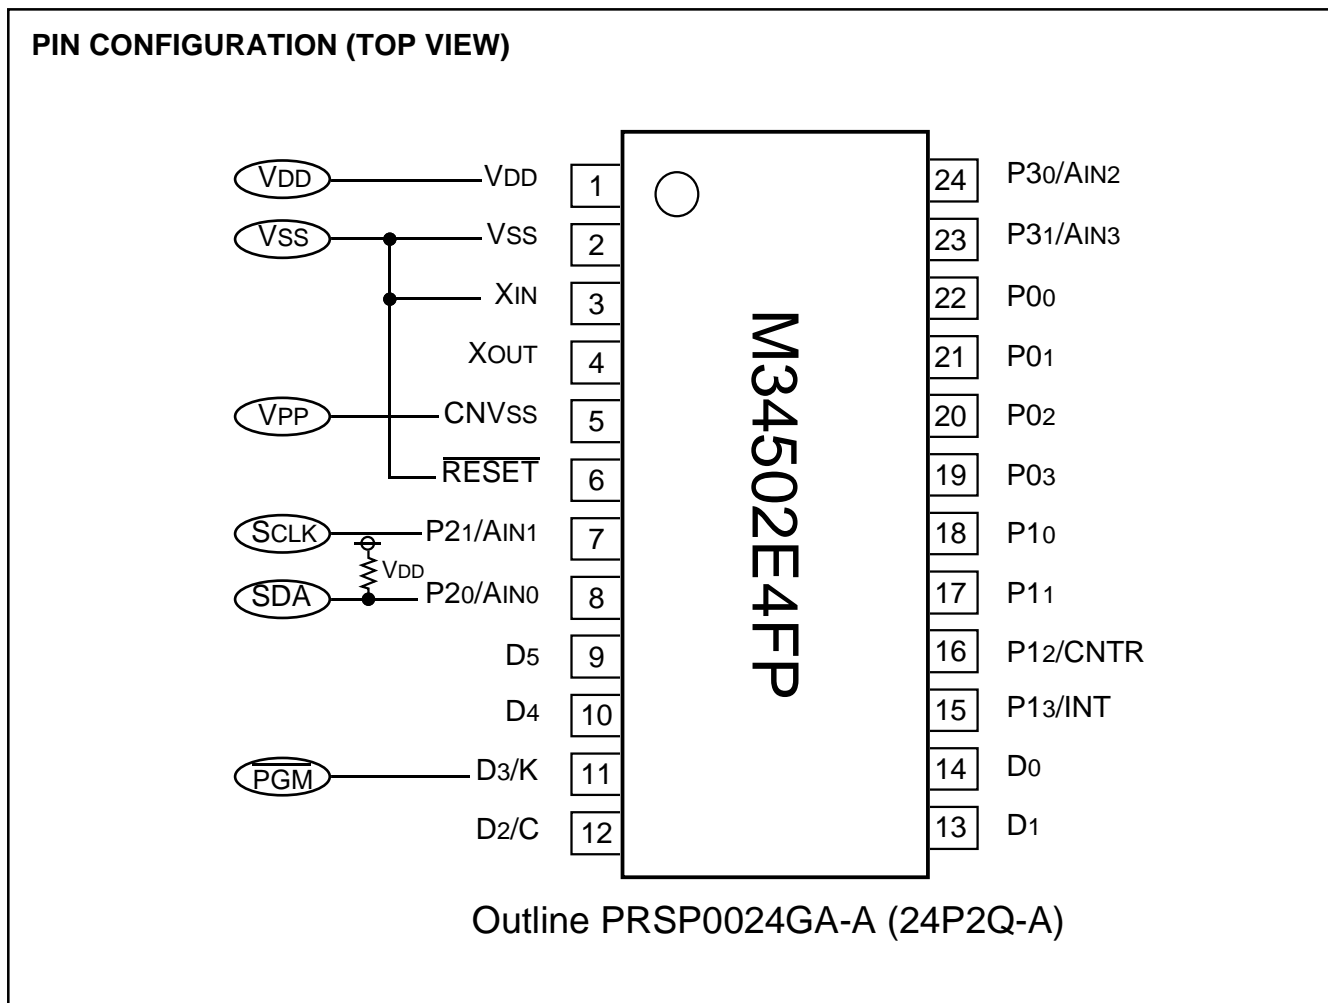 PIN CONFIGURATION (TOP VIEW)
VDD VDD 1
VSS VSS 2
XIN 3
XOUT 4
VPP CNVSS 5
RESET 6
SCLK P21/AIN1 7
VDD
SDA P20/AIN0 8
D5 9
D4 10
PGM D3/K 11
D2/C 12
M34502E4FP
24 P30/AIN2
23 P31/AIN3
22 P00
21 P01
20 P02
19 P03
18 P10
17 P11
16 P12/CNTR
15 P13/INT
14 D0
13 D1
Outline PRSP0024GA-A (24P2Q-A)